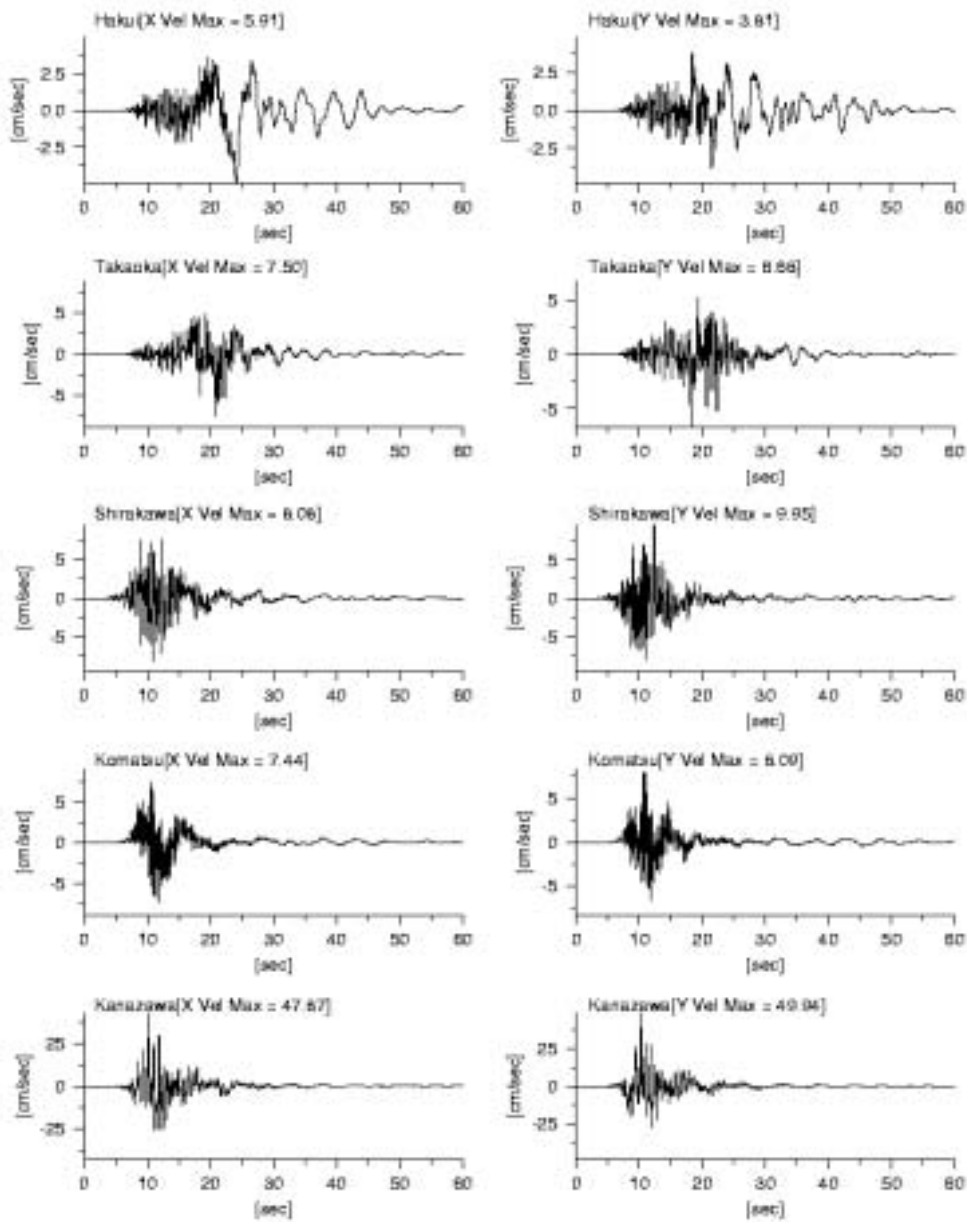 Hakui[X Vel Max = 5.91]
Hakui[Y Vel Max = 3.81]
[cm/sec]
2.5
0.0
-2.5
0 10 20 30 40 50 60
[sec]
[cm/sec]
2.5
0.0
-2.5
0 10 20 30 40 50 60
[sec]
Takaoka[X Vel Max = 7.50]
Takaoka[Y Vel Max =
[cm/sec]
5
0
-5
0 10 20 30 40 50 60
[sec]
[cm/sec]
5
0
-5
0 10 20 30 40 50 60
[sec]
Shirakawa[X Vel Max =
Shirakawa[Y Vel Max = 9.95]
[cm/sec]
5
0
-5
0 10 20 30 40 50 60
[sec]
[cm/sec]
5
0
-5
0 10 20 30 40 50 60
[sec]
Komatsu[X Vel Max = 7.44]
Komatsu[Y Vel Max = 8.09]
[cm/sec]
5
0
-5
0 10 20 30 40 50 60
[sec]
[cm/sec]
5
0
-5
0 10 20 30 40 50 60
[sec]
Kanazawa[X Vel Max =
Kanazawa[Y Vel Max = 49.94]
[cm/sec]
25
0
-25
0 10 20 30 40 50 60
[sec]
[cm/sec]
25
0
-25
0 10 20 30 40 50 60
[sec]